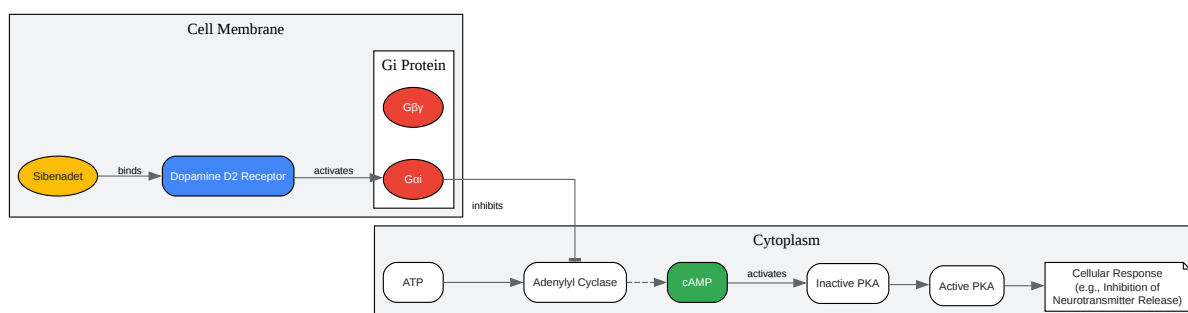 Cell Membrane
Gi Protein
Gβγ
Sibenadet
binds
Dopamine D2 Receptor
activates
Gαi
inhibits
Cytoplasm
ATP
Adenylyl Cyclase
cAMP
activates
Inactive PKA
Active PKA
Cellular Response
(e.g., Inhibition of
Neurotransmitter Release)